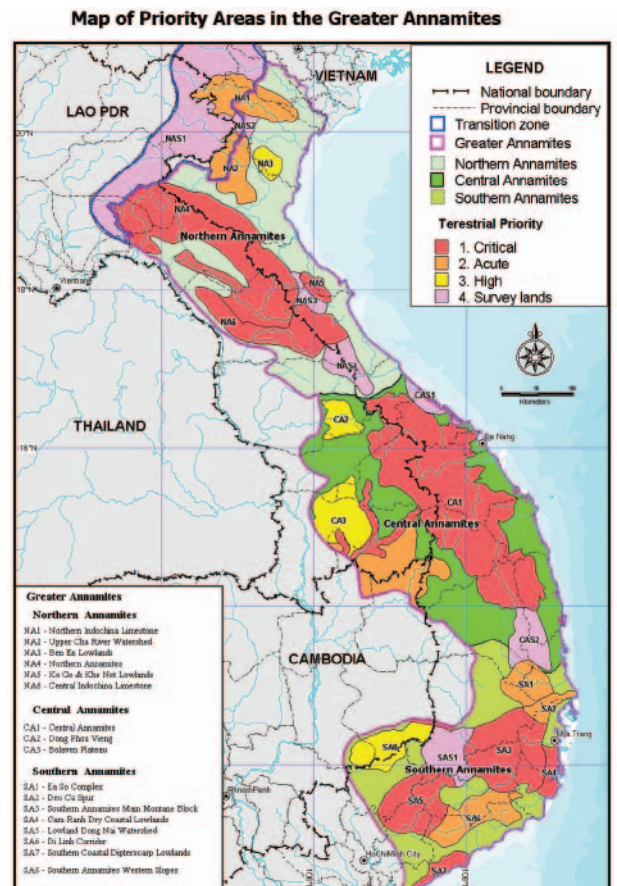 Map of Priority Areas in the Greater Annamites
VIETNAM
LAO PDR
LEGEND
National boundary
Provincial boundary
Transition zone
Greater Annamites
Northern Annamites
Central Annamites
Southern Annamites
Terestrial Priority
1. Critical
2. Acute
3. High
4. Survey lands
NA1
20°N
NAS2
NAS1
NA2
NA3
NA4
Northern Annamites
Vientiane
18°N
NA5
NAS3
NA6
Kilometers
CAS1
THAILAND
CA2
Da Nang
16°N
CA1
CA3
Central Annamites
CAS2
CAMBODIA
SA1
SA2
Nha Trang
SA8
SAS1
SA3
Southern Annamites
SA4
SA5
SA6
Ho Chi Minh City
SA7
Greater Annamites
Northern Annamites
NA1 - Northern Indochina Limestone
NA2 - Upper Chu River Watershed
NA3 - Ben En Lowlands
NA4 - Northern Annamites
NA5 - Ke Go & Khe Net Lowlands
NA6 - Central Indochina Limestone
Central Annamites
CA1 - Central Annamites
CA2 - Dong Phou Vieng
CA3 - Bolaven Plateau
Southern Annamites
SA1 - Ea So Complex
SA2 - Deo Ca Spur
SA3 - Southern Annamites Main Montane Block
SA4 - Cam Ranh Dry Coastal Lowlands
SA5 - Lowland Dong Nai Watershed
SA6 - Di Linh Corridor
SA7 - Southern Coastal Dipterocarp Lowlands
SA8 - Southern Annamites Western Slopes